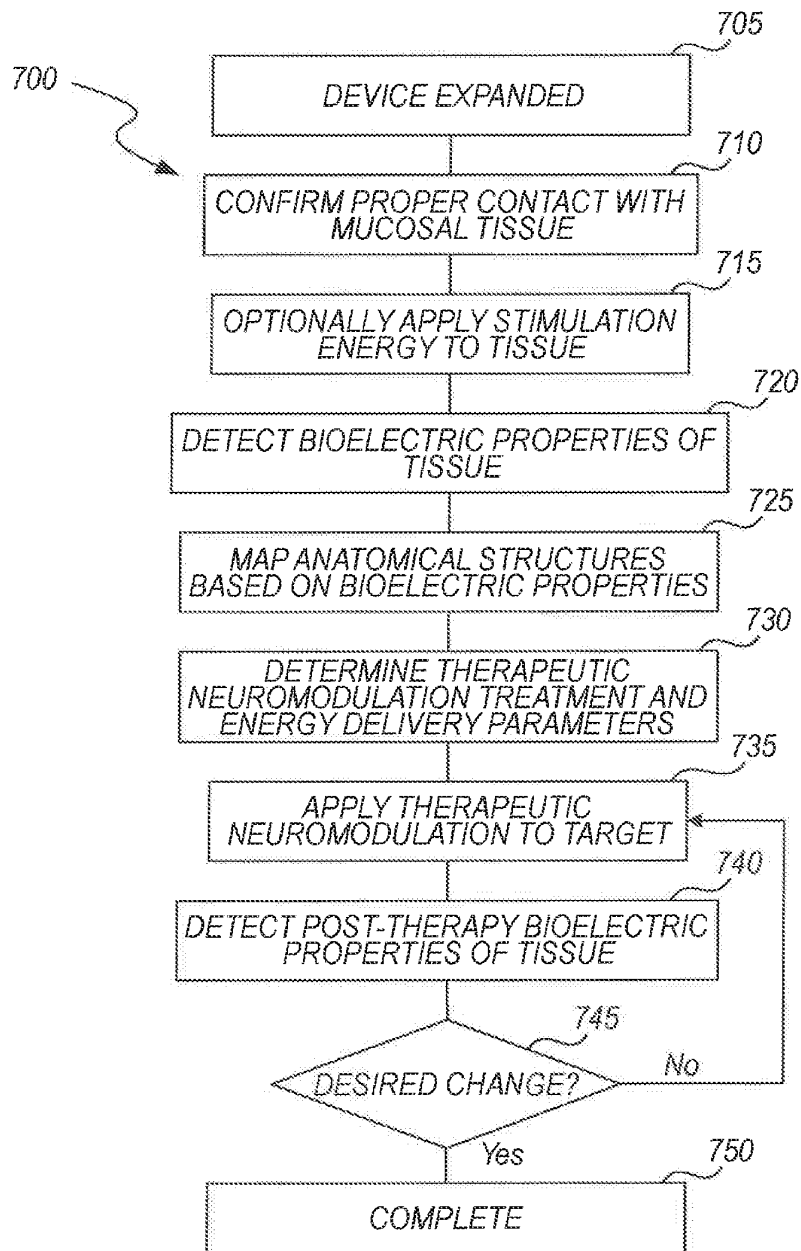 705
700
DEVICE EXPANDED
710
CONFIRM PROPER CONTACT WITH
MUCOSAL TISSUE
715
OPTIONALLY APPLY STIMULATION
ENERGY TO TISSUE
720
DETECT BIOELECTRIC PROPERTIES OF
TISSUE
725
MAP ANATOMICAL STRUCTURES
BASED ON BIOELECTRIC PROPERTIES
730
DETERMINE THERAPEUTIC
NEUROMODULATION TREATMENT AND
ENERGY DELIVERY PARAMETERS
735
APPLY THERAPEUTIC
NEUROMODULATION TO TARGET
740
DETECT POST-THERAPY BIOELECTRIC
PROPERTIES OF TISSUE
745
DESIRED CHANGE?
No
Yes
750
COMPLETE